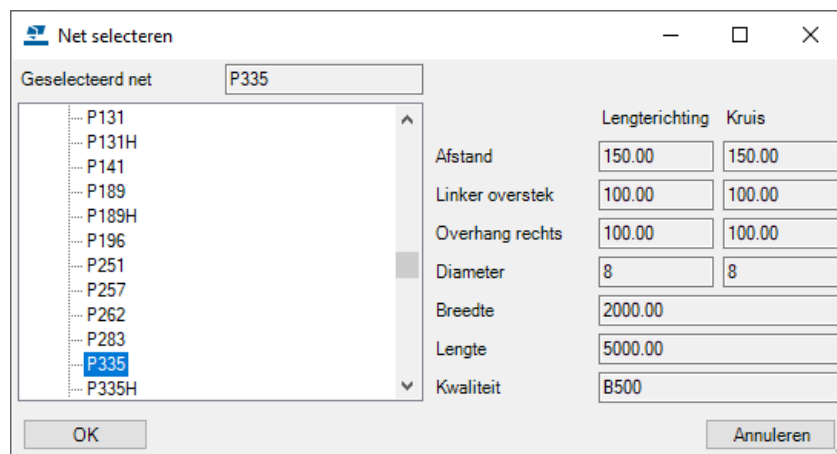 Net selecteren
Geselecteerd net P335
P131
P131H
P141
P189
P189H
P196
P251
P257
P262
P283
P335
P335H
Lengterichting Kruis
Afstand 150.00 150.00
Linker overstek 100.00 100.00
Overhang rechts 100.00 100.00
Diameter 8 8
Breedte 2000.00
Lengte 5000.00
Kwaliteit B500
OK Annuleren